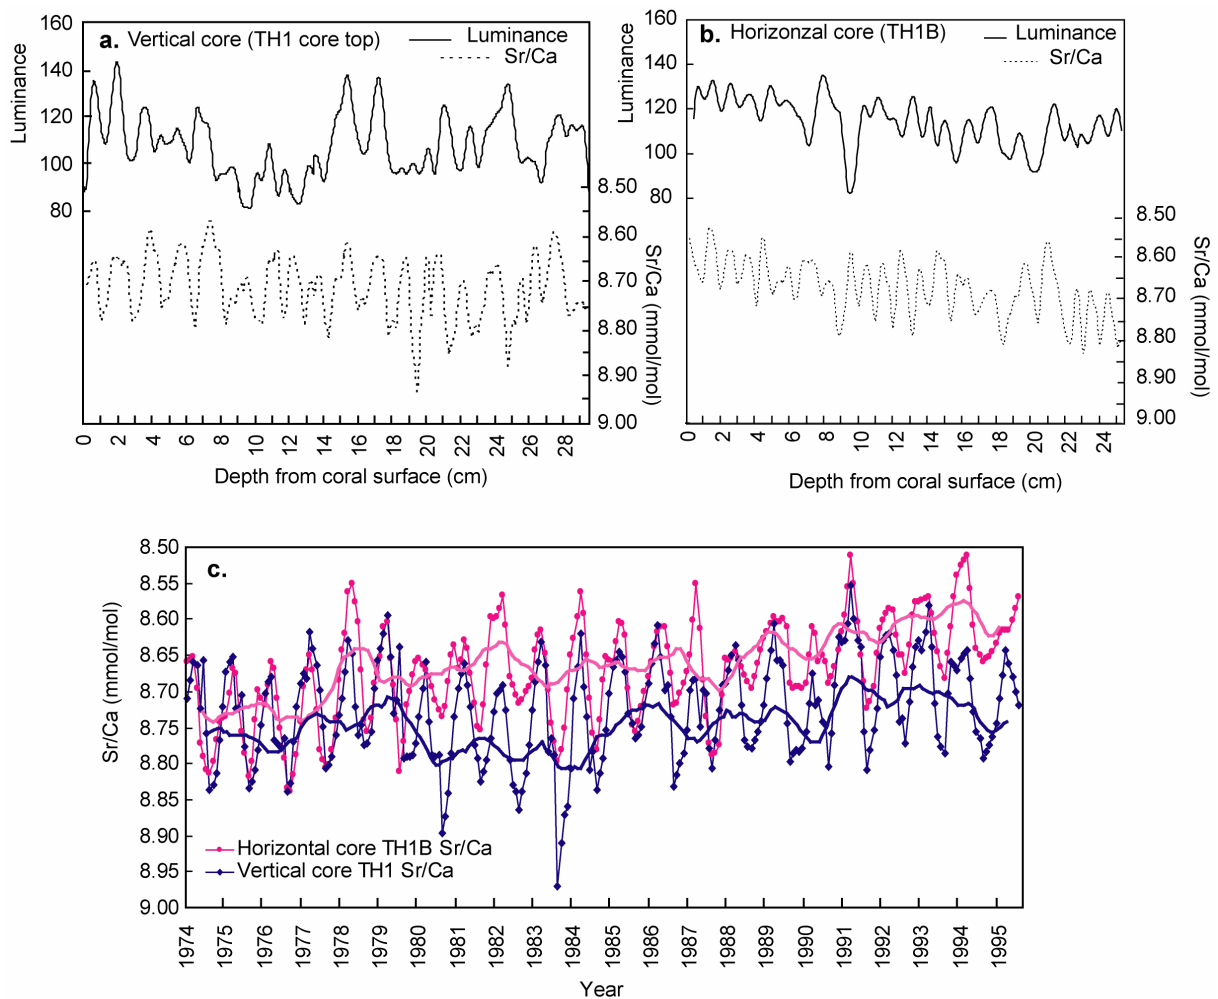 a. Vertical core (TH1 core top)
Luminance
Sr/Ca
Luminance
160
140
120
100
80
8.50
8.60
8.70
8.80
8.90
9.00
Sr/Ca (mmol/mol)
0 2 4 6 8 10 12 14 16 18 20 22 24 26 28
Depth from coral surface (cm)
b. Horizonzal core (TH1B)
Luminance
Sr/Ca
Luminance
160
140
120
100
80
8.50
8.60
8.70
8.80
8.90
9.00
Sr/Ca (mmol/mol)
0 2 4 6 8 10 12 14 16 18 20 22 24
Depth from coral surface (cm)
c.
Sr/Ca (mmol/mol)
8.50
8.55
8.60
8.65
8.70
8.75
8.80
8.85
8.90
8.95
9.00
Horizontal core TH1B Sr/Ca
Vertical core TH1 Sr/Ca
1974 1975 1976 1977 1978 1979 1980 1981 1982 1983 1984 1985 1986 1987 1988 1989 1990 1991 1992 1993 1994 1995
Year